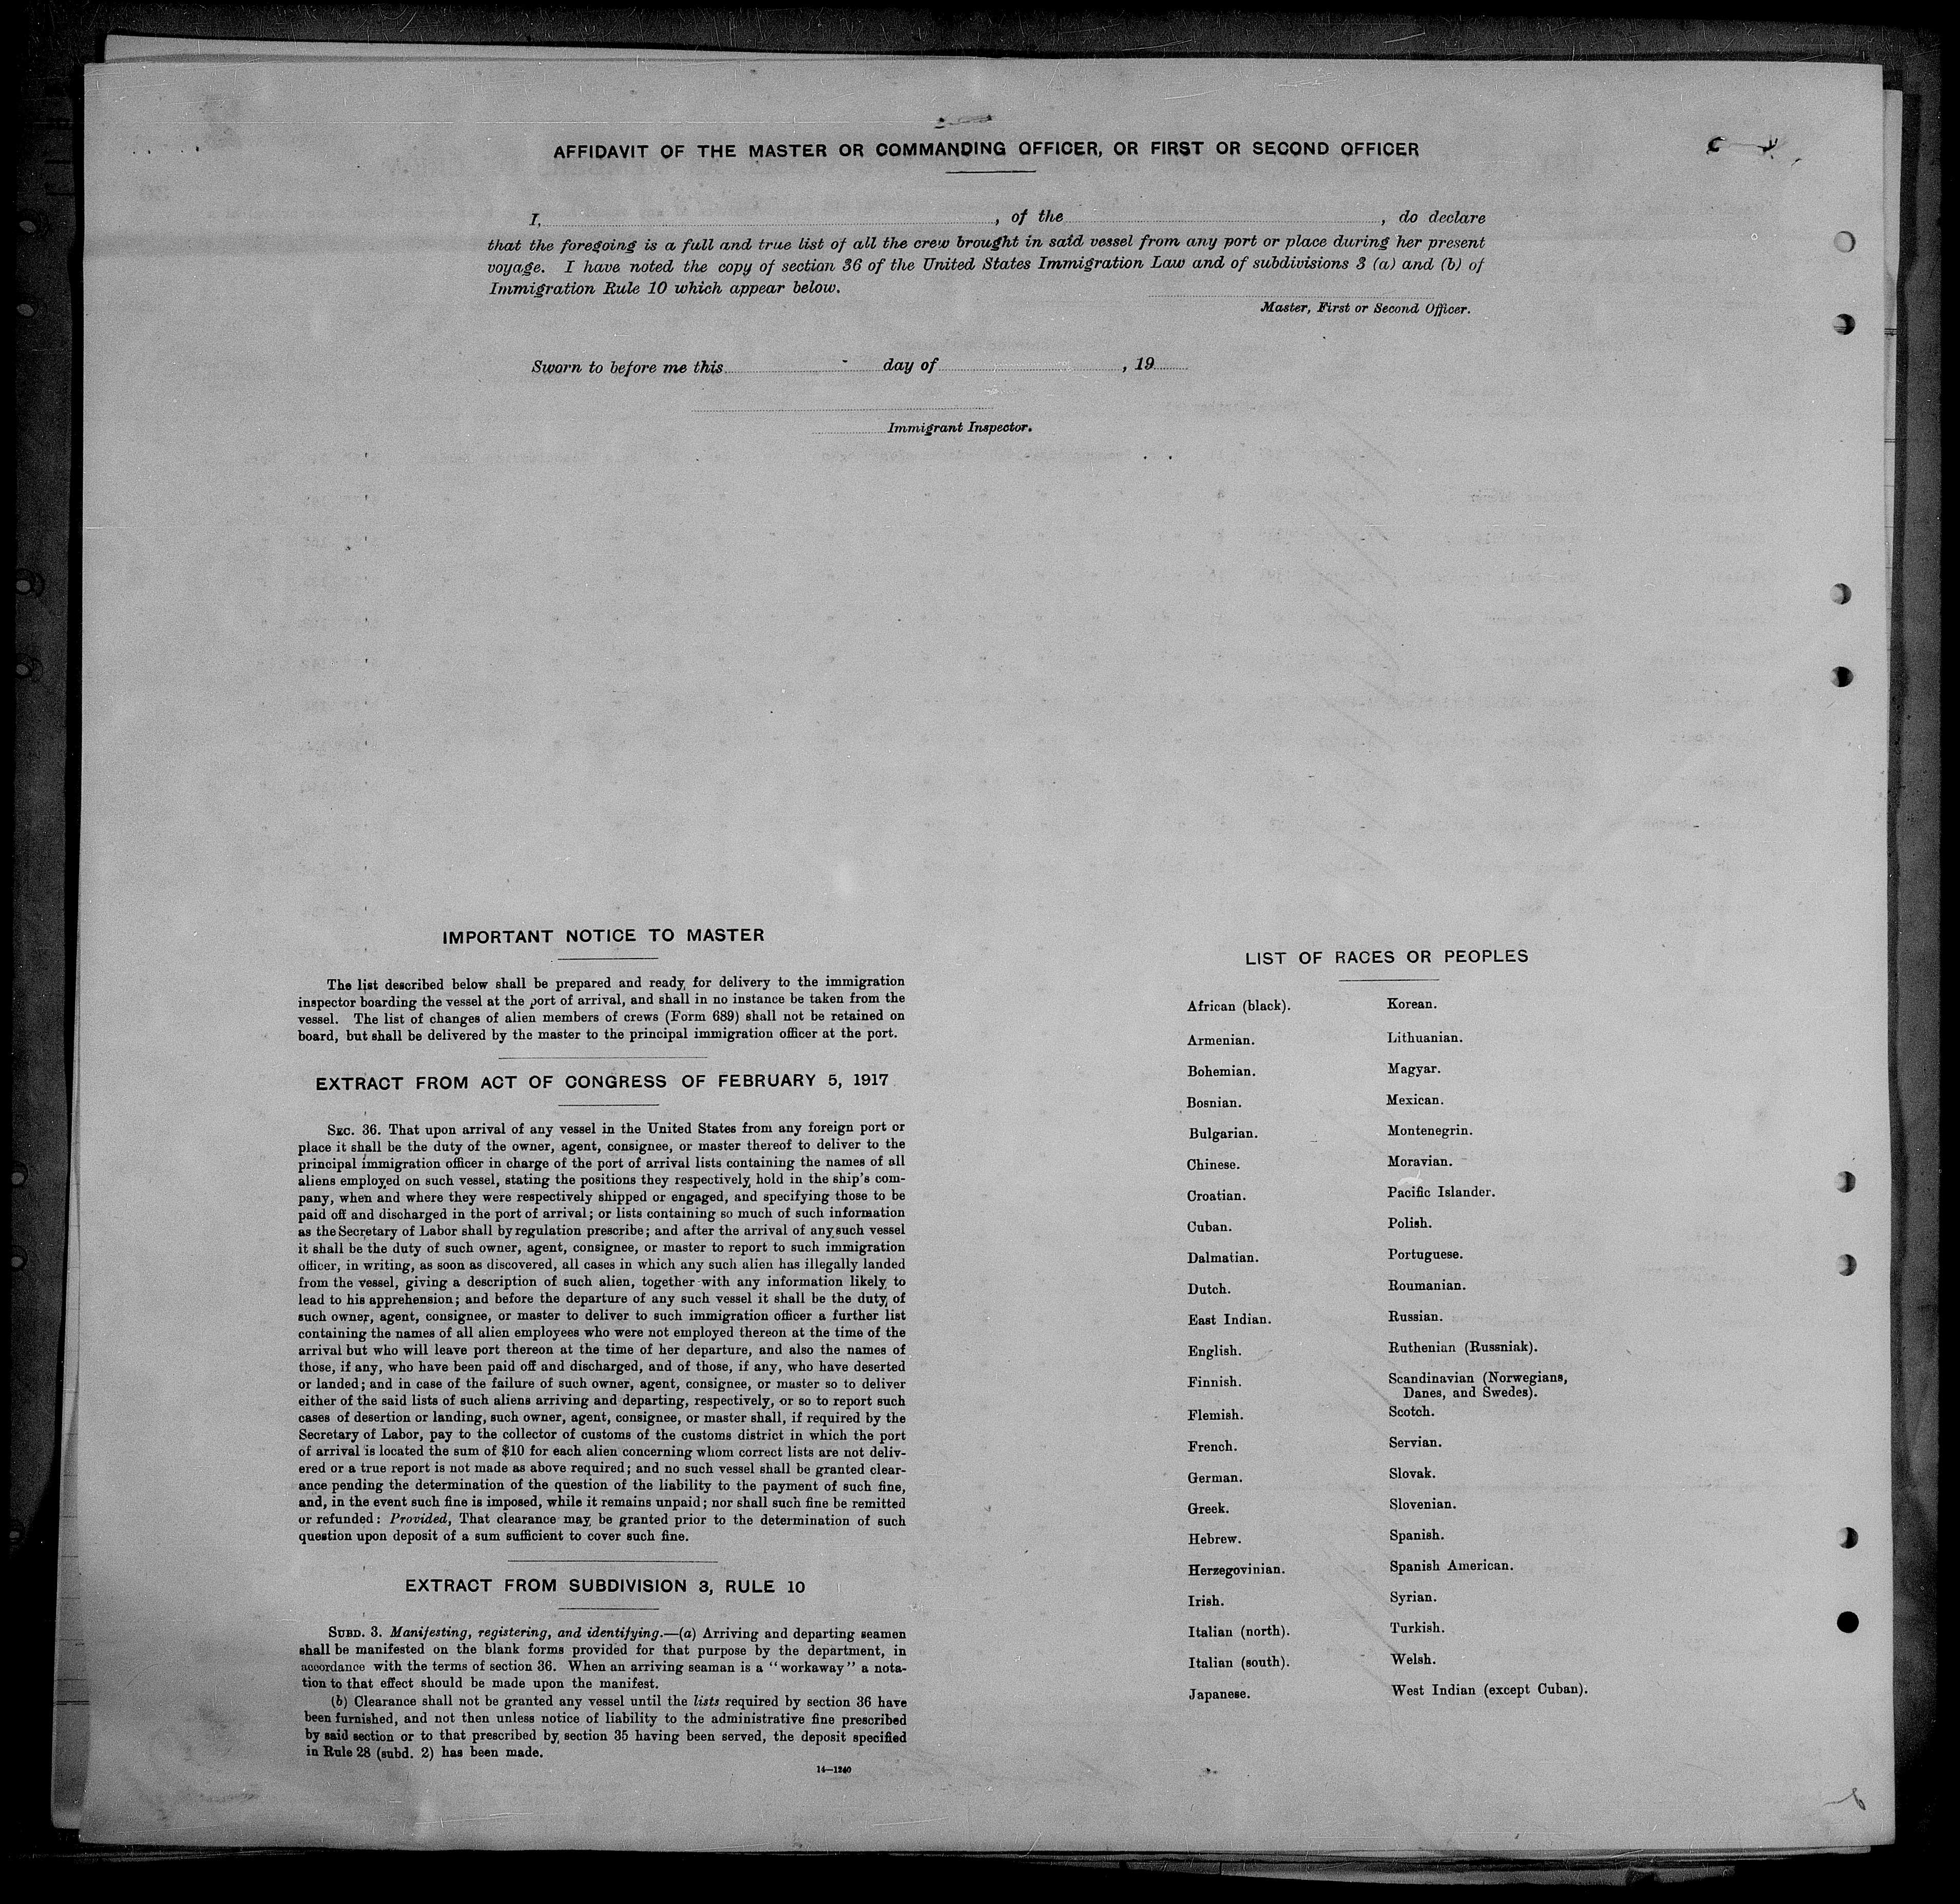 AFFIDAVIT OF THE MASTER OR COMMANDING OFFICER, OR FIRST OR SECOND OFFICER
I, , of the , do declare
that the foregoing is a full and true list of all the crew brought in said vessel from any port or place during her present
voyage. I have noted the copy of section 36 of the United States Immigration Law and of subdivisions 3 (a) and (b) of
Immigration Rule 10 which appear below.
Master, First or Second Officer.
Sworn to before me this day of , 19
Immigrant Inspector.
IMPORTANT NOTICE TO MASTER
The list described below shall be prepared and ready for delivery to the immigration
inspector boarding the vessel at the port of arrival, and shall in no instance be taken from the
vessel. The list of changes of alien members of crews (Form 689) shall not be retained on
board, but shall be delivered by the master to the principal immigration officer at the port.
EXTRACT FROM ACT OF CONGRESS OF FEBRUARY 5, 1917
SEC. 36. That upon arrival of any vessel in the United States from any foreign port or
place it shall be the duty of the owner, agent, consignee, or master thereof to deliver to the
principal immigration officer in charge of the port of arrival lists containing the names of all
aliens employed on such vessel, stating the positions they respectively hold in the ship's com-
pany, when and where they were respectively shipped or engaged, and specifying those to be
paid off and discharged in the port of arrival; or lists containing so much of such information
as the Secretary of Labor shall by regulation prescribe; and after the arrival of any such vessel
it shall be the duty of such owner, agent, consignee, or master to report to such immigration
officer, in writing, as soon as discovered, all cases in which any such alien has illegally landed
from the vessel, giving a description of such alien, together with any information likely to
lead to his apprehension; and before the departure of any such vessel it shall be the duty of
such owner, agent, consignee, or master to deliver to such immigration officer a further list
containing the names of all alien employees who were not employed thereon at the time of the
arrival but who will leave port thereon at the time of her departure, and also the names of
those, if any, who have been paid off and discharged, and of those, if any, who have deserted
or landed; and in case of the failure of such owner, agent, consignee, or master so to deliver
either of the said lists of such aliens arriving and departing, respectively, or so to report such
cases of desertion or landing, such owner, agent, consignee, or master shall, if required by the
Secretary of Labor, pay to the collector of customs of the customs district in which the port
of arrival is located the sum of $10 for each alien concerning whom correct lists are not deliv-
ered or a true report is not made as above required; and no such vessel shall be granted clear-
ance pending the determination of the question of the liability to the payment of such fine,
and, in the event such fine is imposed, while it remains unpaid; nor shall such fine be remitted
or refunded: Provided, That clearance may be granted prior to the determination of such
question upon deposit of a sum sufficient to cover such fine.
EXTRACT FROM SUBDIVISION 3, RULE 10
SUBD. 3. Manifesting, registering, and identifying.—(a) Arriving and departing seamen
shall be manifested on the blank forms provided for that purpose by the department, in
accordance with the terms of section 36. When an arriving seaman is a "workaway" a nota-
tion to that effect should be made upon the manifest.
(b) Clearance shall not be granted any vessel until the lists required by section 36 have
been furnished, and not then unless notice of liability to the administrative fine prescribed
by said section or to that prescribed by section 35 having been served, the deposit specified
in Rule 28 (subd. 2) has been made.
14—1240
LIST OF RACES OR PEOPLES
African (black).
Armenian.
Bohemian.
Bosnian.
Bulgarian.
Chinese.
Croatian.
Cuban.
Dalmatian.
Dutch.
East Indian.
English.
Finnish.
Flemish.
French.
German.
Greek.
Hebrew.
Herzegovinian.
Irish.
Italian (north).
Italian (south).
Japanese.
Korean.
Lithuanian.
Magyar.
Mexican.
Montenegrin.
Moravian.
Pacific Islander.
Polish.
Portuguese.
Roumanian.
Russian.
Ruthenian (Russniak).
Scandinavian (Norwegians,
Danes, and Swedes).
Scotch.
Servian.
Slovak.
Slovenian.
Spanish.
Spanish American.
Syrian.
Turkish.
Welsh.
West Indian (except Cuban).